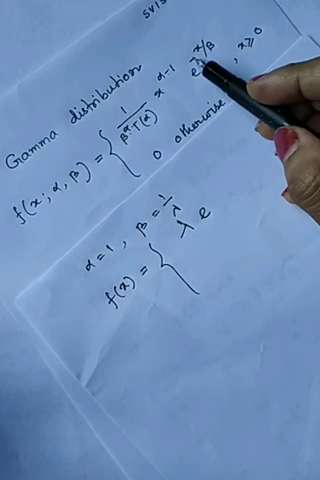 Gamma distribution
f(x; α, β) = { 1/(β^α Γ(α)) x^(α-1) e^(-x/β) , x ≥ 0
0 otherwise
α = 1, β = 1/λ
f(x) = { λ e